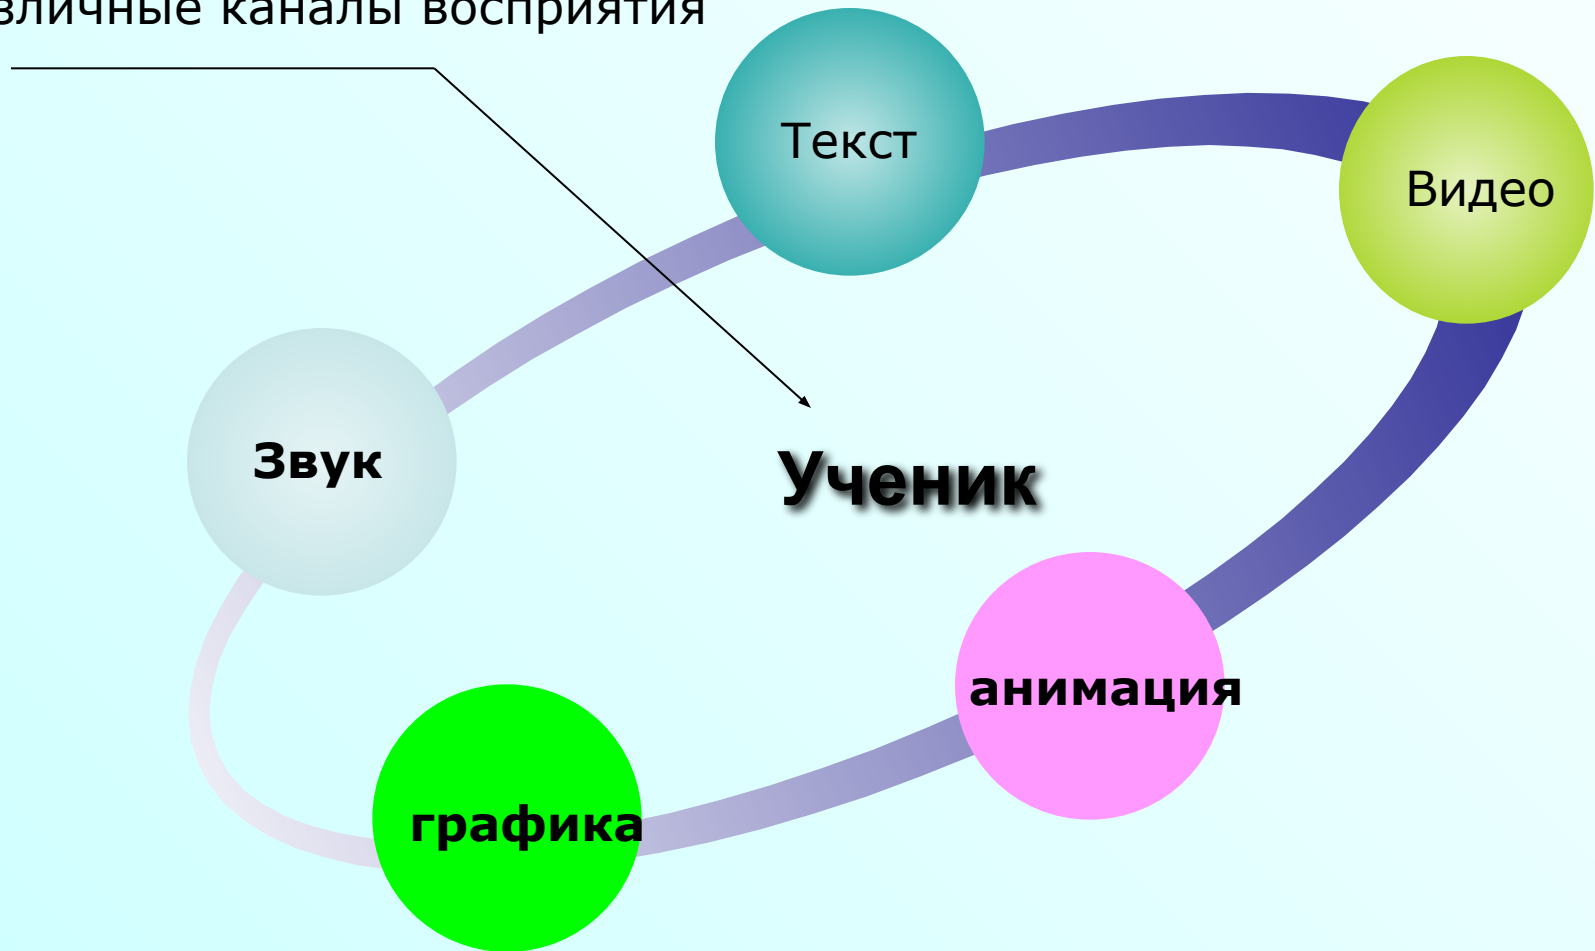 зличные каналы восприятия
Текст
Видео
Звук
Ученик
анимация
графика